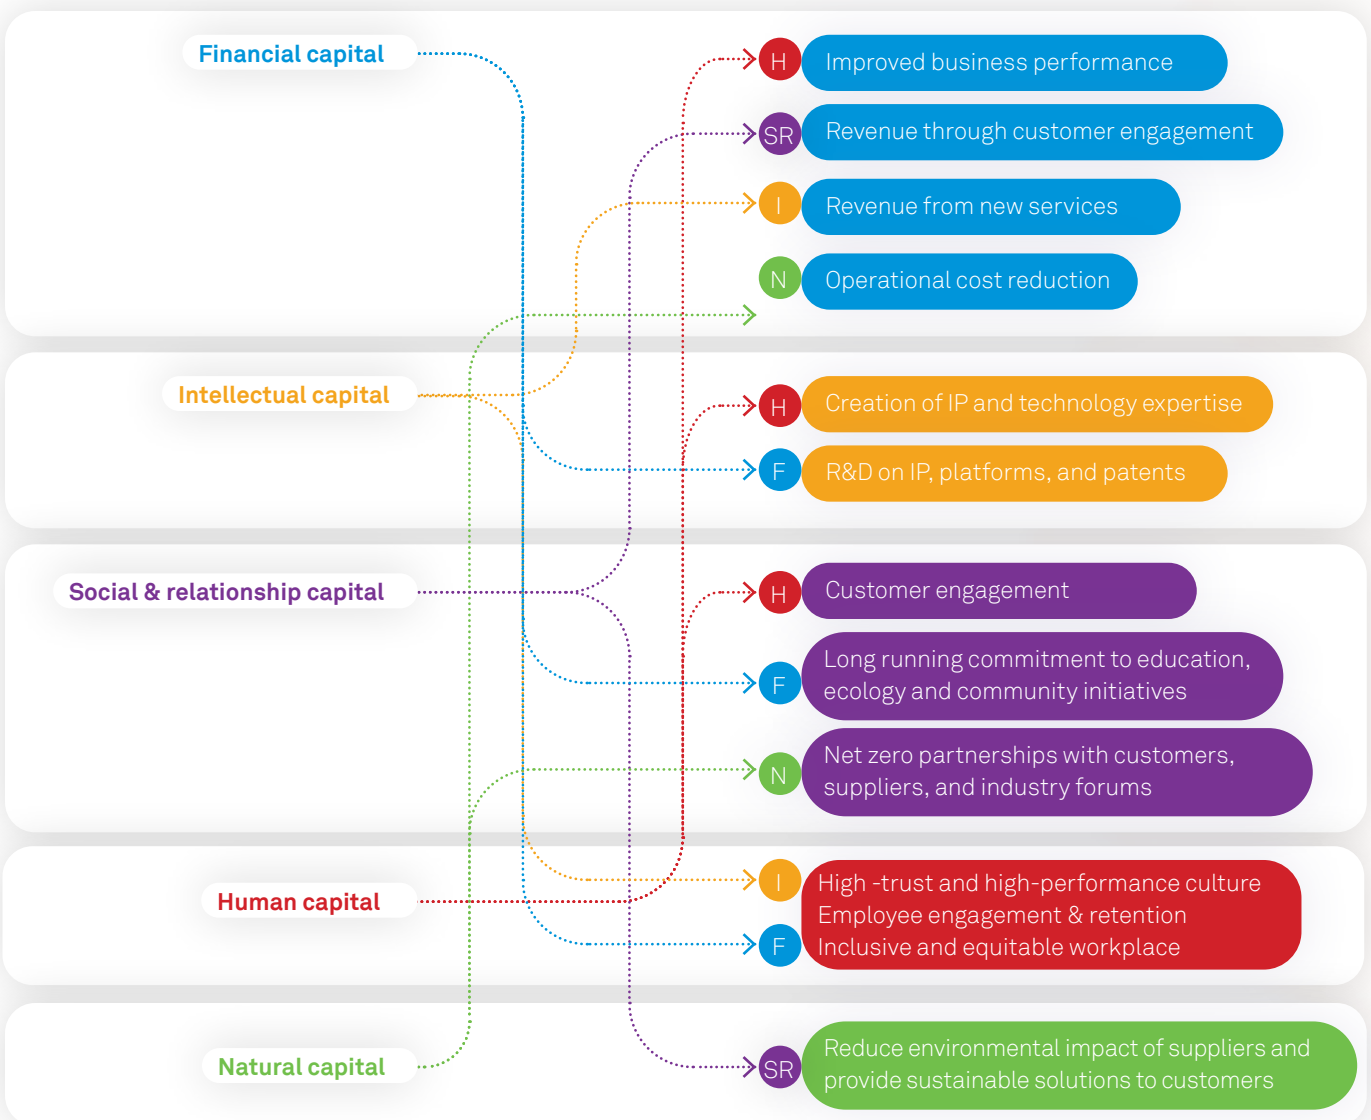 Financial capital
H
Improved business performance
SR
Revenue through customer engagement
I
Revenue from new services
N
Operational cost reduction
Intellectual capital
H
Creation of IP and technology expertise
F
R&D on IP, platforms, and patents
Social & relationship capital
H
Customer engagement
F
Long running commitment to education,
ecology and community initiatives
N
Net zero partnerships with customers,
suppliers, and industry forums
Human capital
I
High -trust and high-performance culture
Employee engagement & retention
F
Inclusive and equitable workplace
Natural capital
SR
Reduce environmental impact of suppliers and
provide sustainable solutions to customers